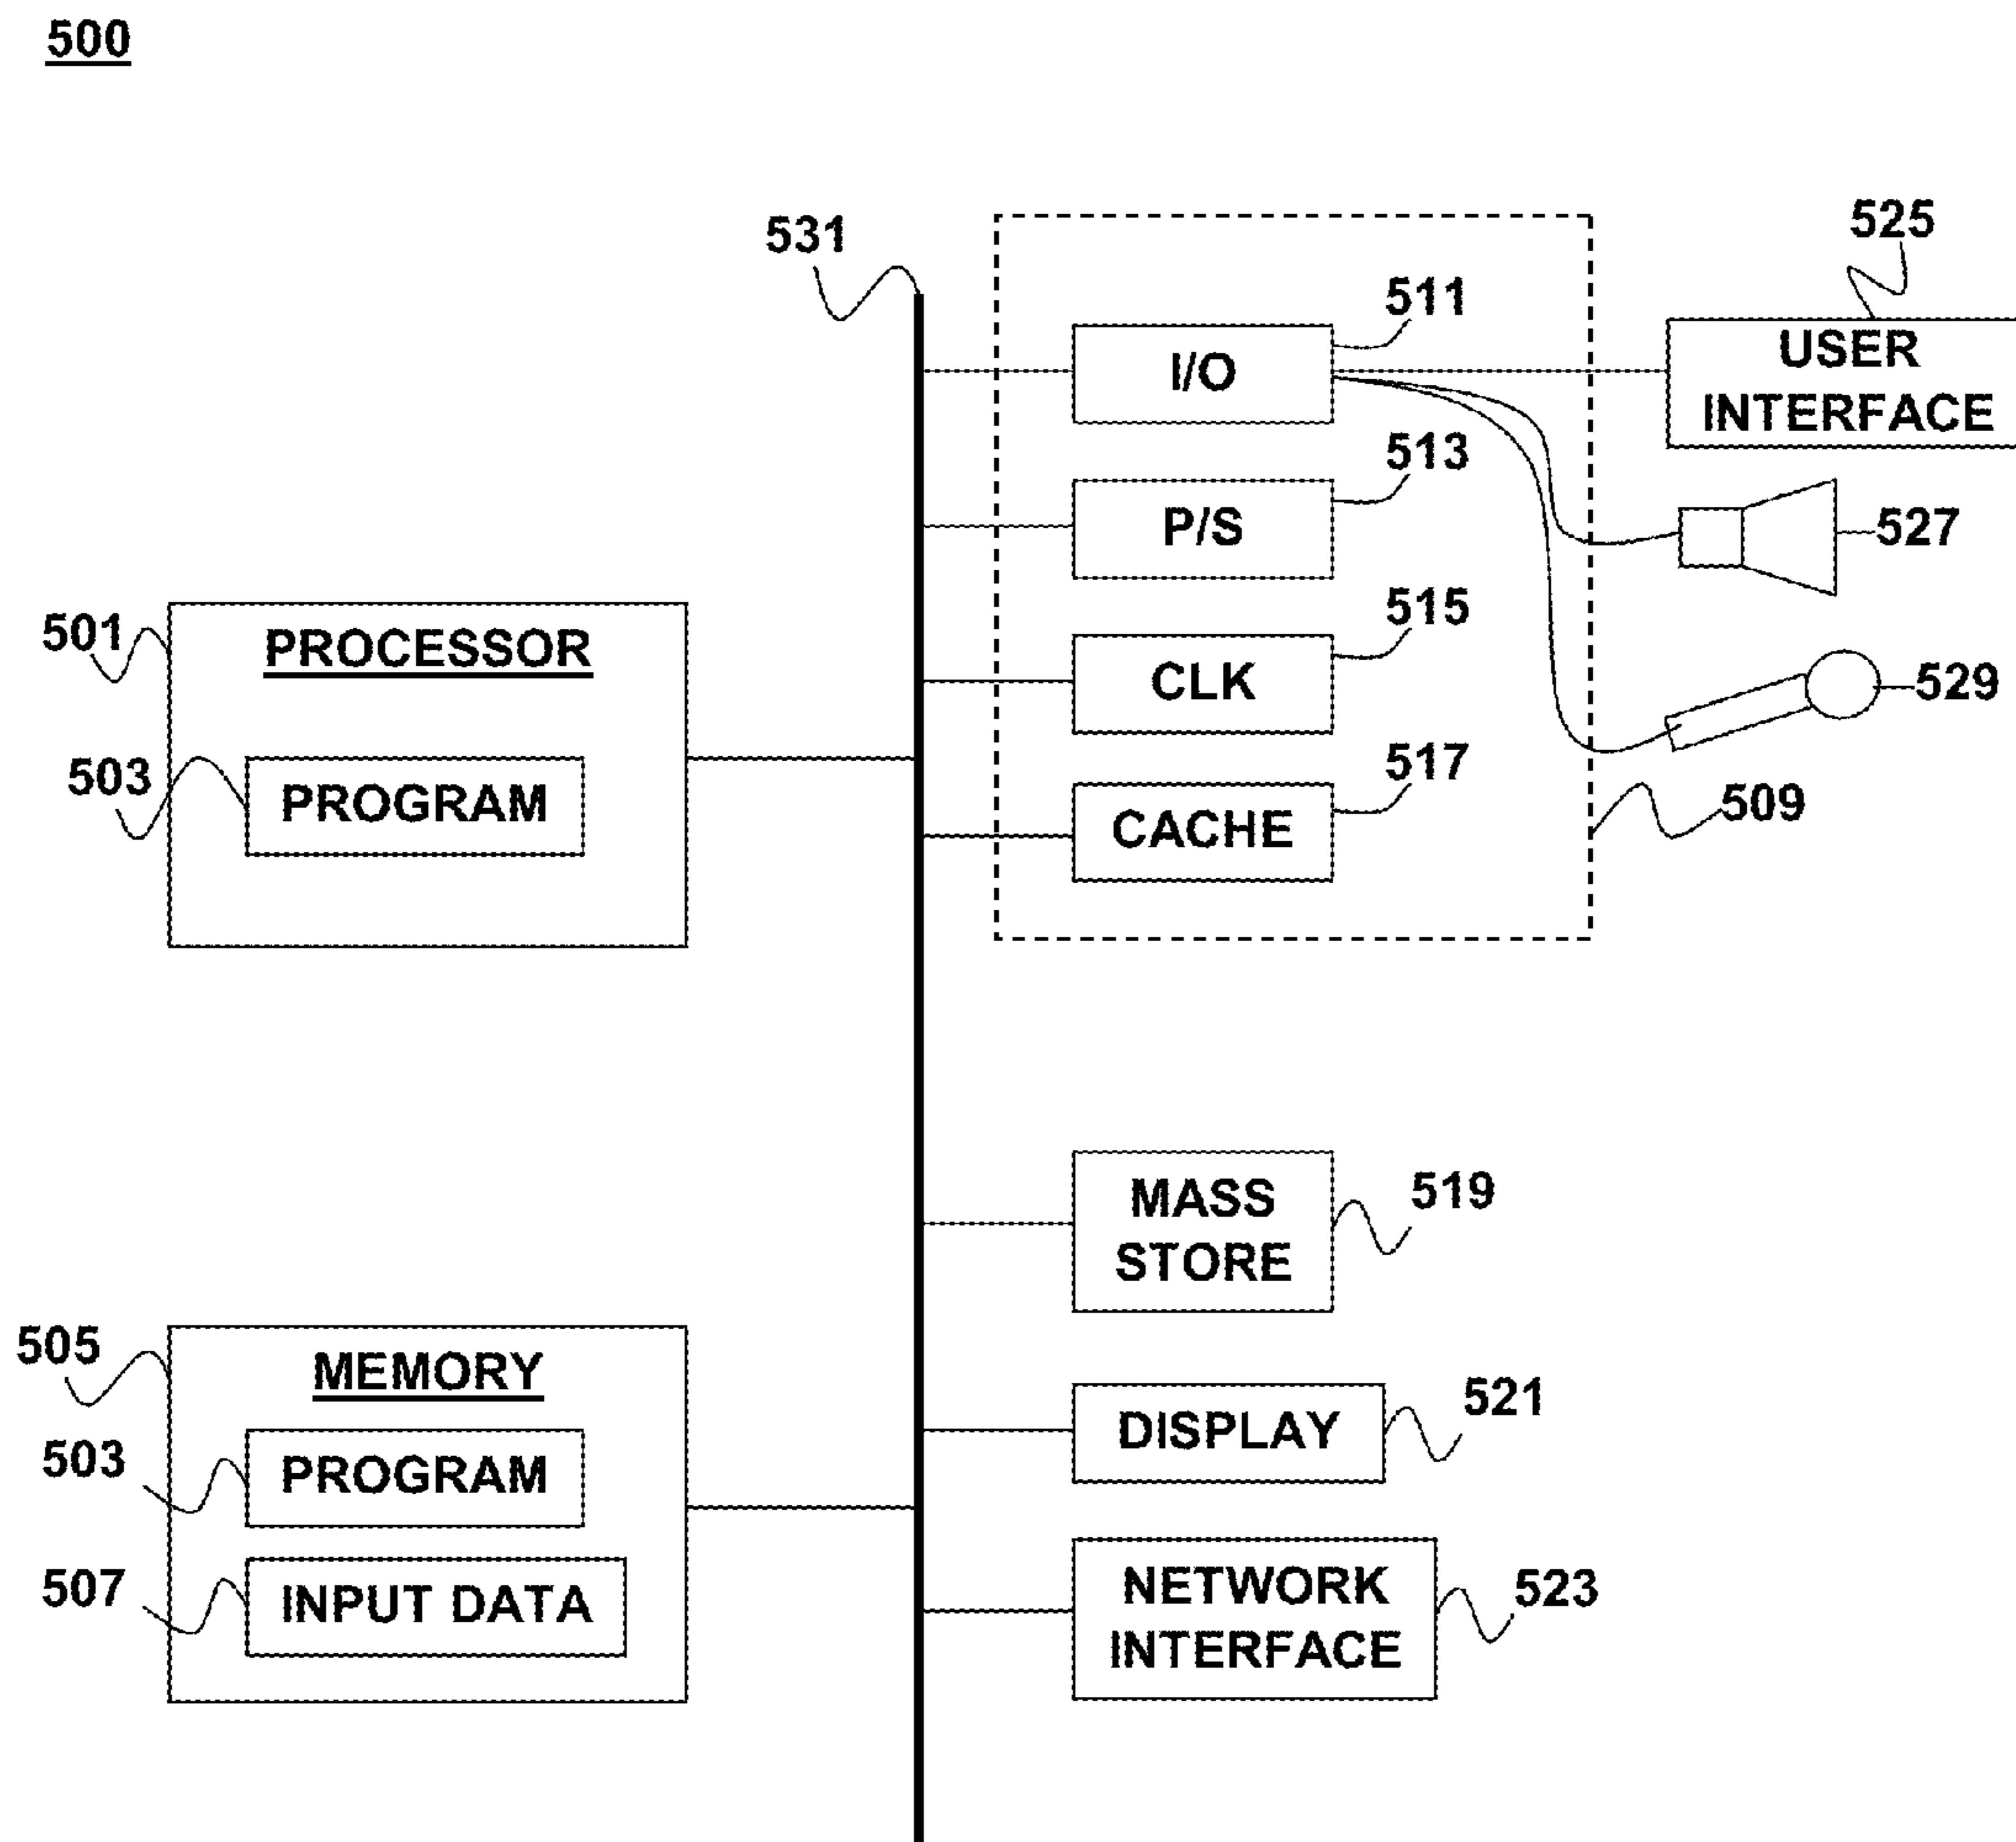 500
531
525
511
I/O
USER
INTERFACE
513
P/S
527
501
PROCESSOR
515
CLK
529
503
PROGRAM
517
CACHE
509
MASS
STORE
519
505
MEMORY
521
DISPLAY
503
PROGRAM
507
INPUT DATA
NETWORK
INTERFACE
523